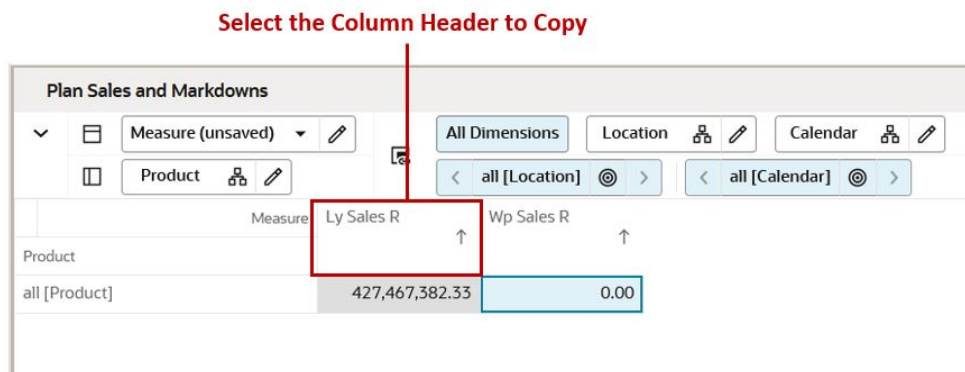 Select the Column Header to Copy
Plan Sales and Markdowns
Measure (unsaved)
All Dimensions Location Calendar
Product all [Location] all [Calendar]
Measure Ly Sales R Wp Sales R
Product
all [Product] 427,467,382.33 0.00